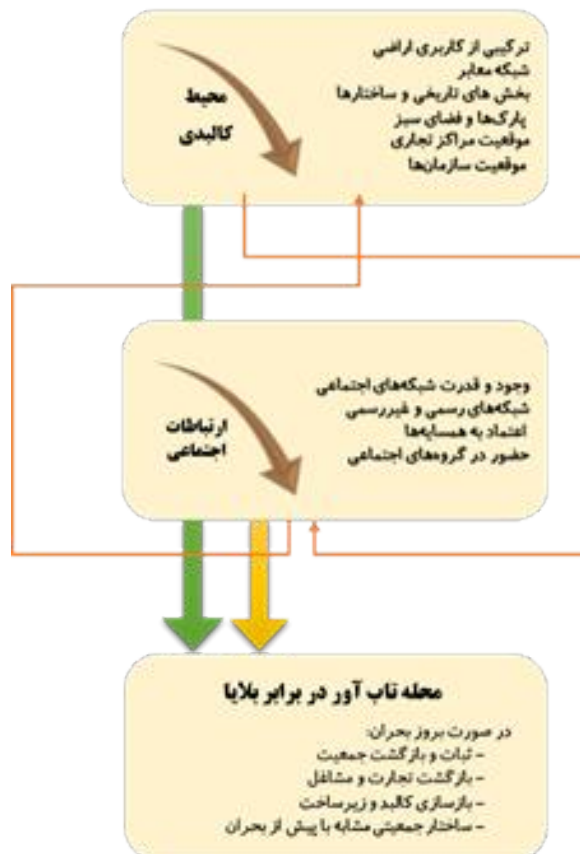 محیط
کالبدی
ترکیبی از کاربری اراضی
شبکه معابر
بخش های تاریخی و ساختارها
پارک‌ها و فضای سبز
موقعیت مراکز تجاری
موقعیت سازمان‌ها
ارتباطات
اجتماعی
وجود و قدرت شبکه‌های اجتماعی
شبکه‌های رسمی و غیررسمی
اعتماد به همسایه‌ها
حضور در گروه‌های اجتماعی
محله تاب آور در برابر بلایا
در صورت بروز بحران:
- ثبات و بازگشت جمعیت
- بازگشت تجارت و مشاغل
- بازسازی کالبد و زیرساخت
- ساختار جمعیتی مشابه با پیش از بحران